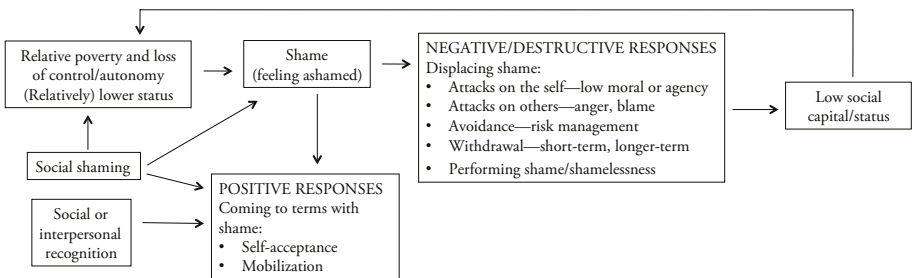 Relative poverty and loss
of control/autonomy
(Relatively) lower status
Shame
(feeling ashamed)
NEGATIVE/DESTRUCTIVE RESPONSES
Displacing shame:
• Attacks on the self—low moral or agency
• Attacks on others—anger, blame
• Avoidance—risk management
• Withdrawal—short-term, longer-term
• Performing shame/shamelessness
Low social
capital/status
Social shaming
Social or
interpersonal
recognition
POSITIVE RESPONSES
Coming to terms with
shame:
• Self-acceptance
• Mobilization